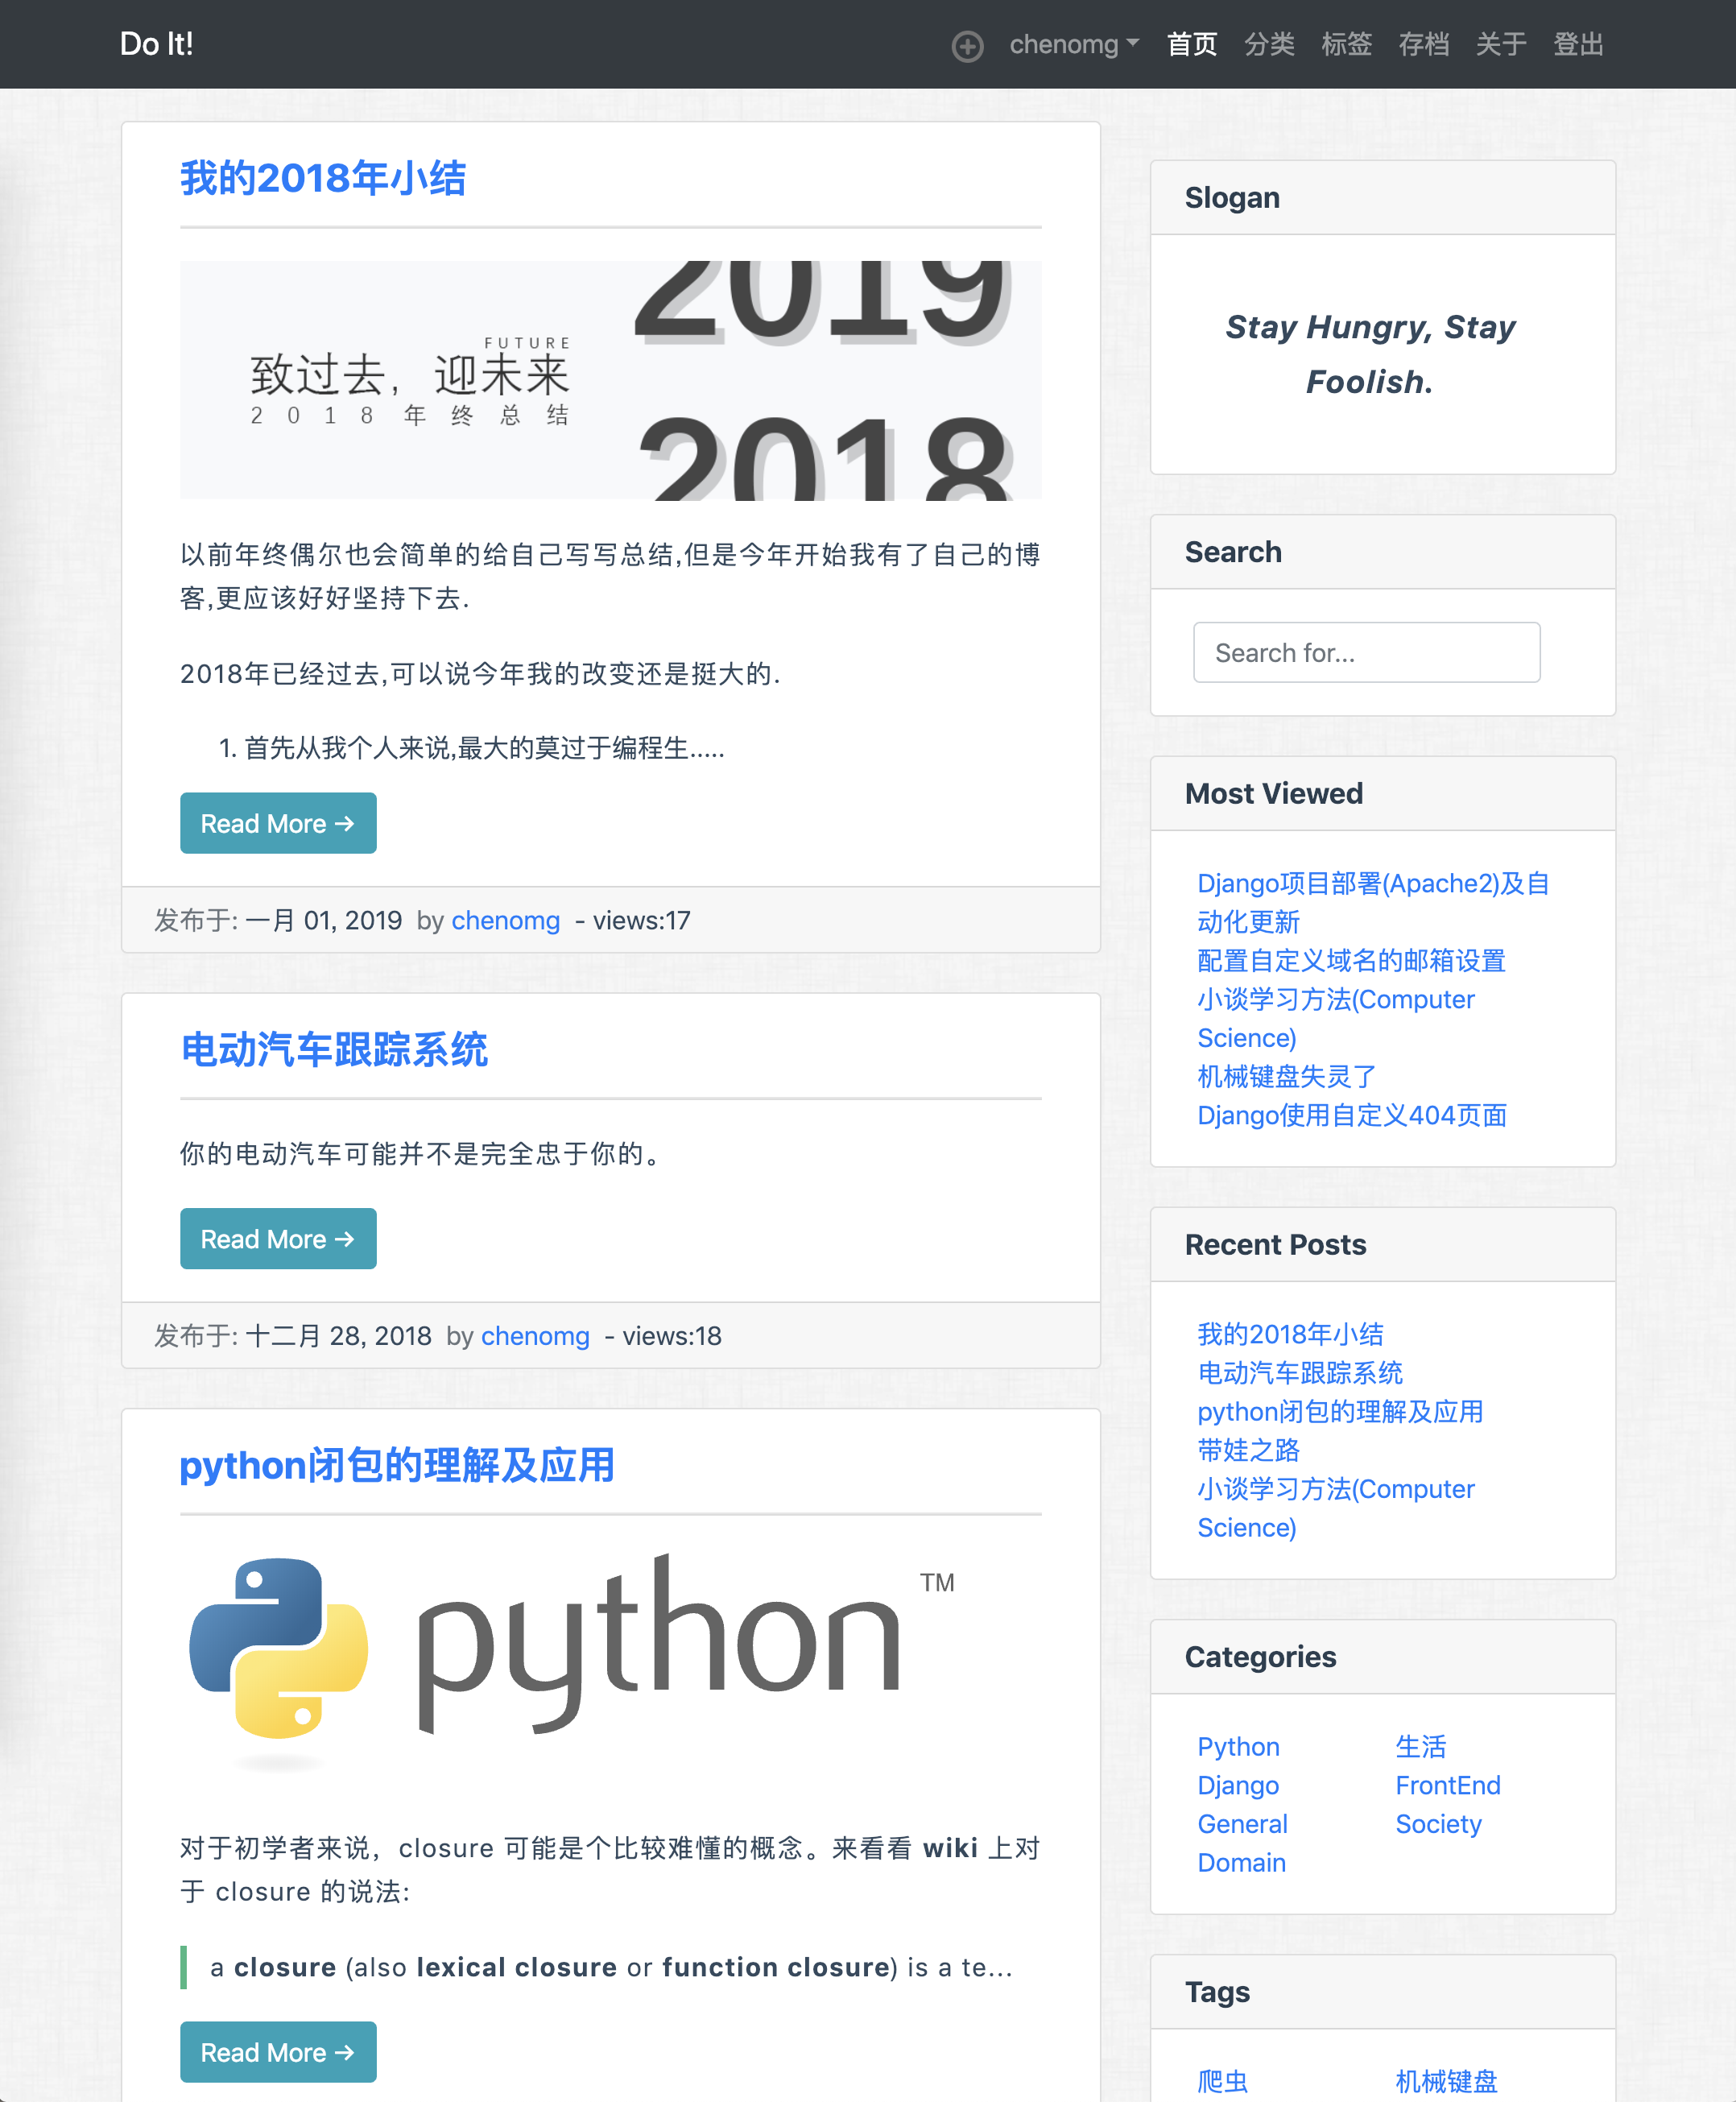 Do It!
chenomg 首页 分类 标签 存档 关于 登出
我的2018年小结
2019
FUTURE
致过去，迎未来
2018年终总结
2018
以前年终偶尔也会简单的给自己写写总结,但是今年开始我有了自己的博
客,更应该好好坚持下去.
2018年已经过去,可以说今年我的改变还是挺大的.
1. 首先从我个人来说,最大的莫过于编程生.....
Read More →
发布于: 一月 01, 2019 by chenomg - views:17
电动汽车跟踪系统
你的电动汽车可能并不是完全忠于你的。
Read More →
发布于: 十二月 28, 2018 by chenomg - views:18
python闭包的理解及应用
python TM
对于初学者来说，closure 可能是个比较难懂的概念。来看看 wiki 上对
于 closure 的说法:
a closure (also lexical closure or function closure) is a te...
Read More →
Slogan
Stay Hungry, Stay
Foolish.
Search
Search for...
Most Viewed
Django项目部署(Apache2)及自
动化更新
配置自定义域名的邮箱设置
小谈学习方法(Computer
Science)
机械键盘失灵了
Django使用自定义404页面
Recent Posts
我的2018年小结
电动汽车跟踪系统
python闭包的理解及应用
带娃之路
小谈学习方法(Computer
Science)
Categories
Python 生活
Django FrontEnd
General Society
Domain
Tags
爬虫 机械键盘